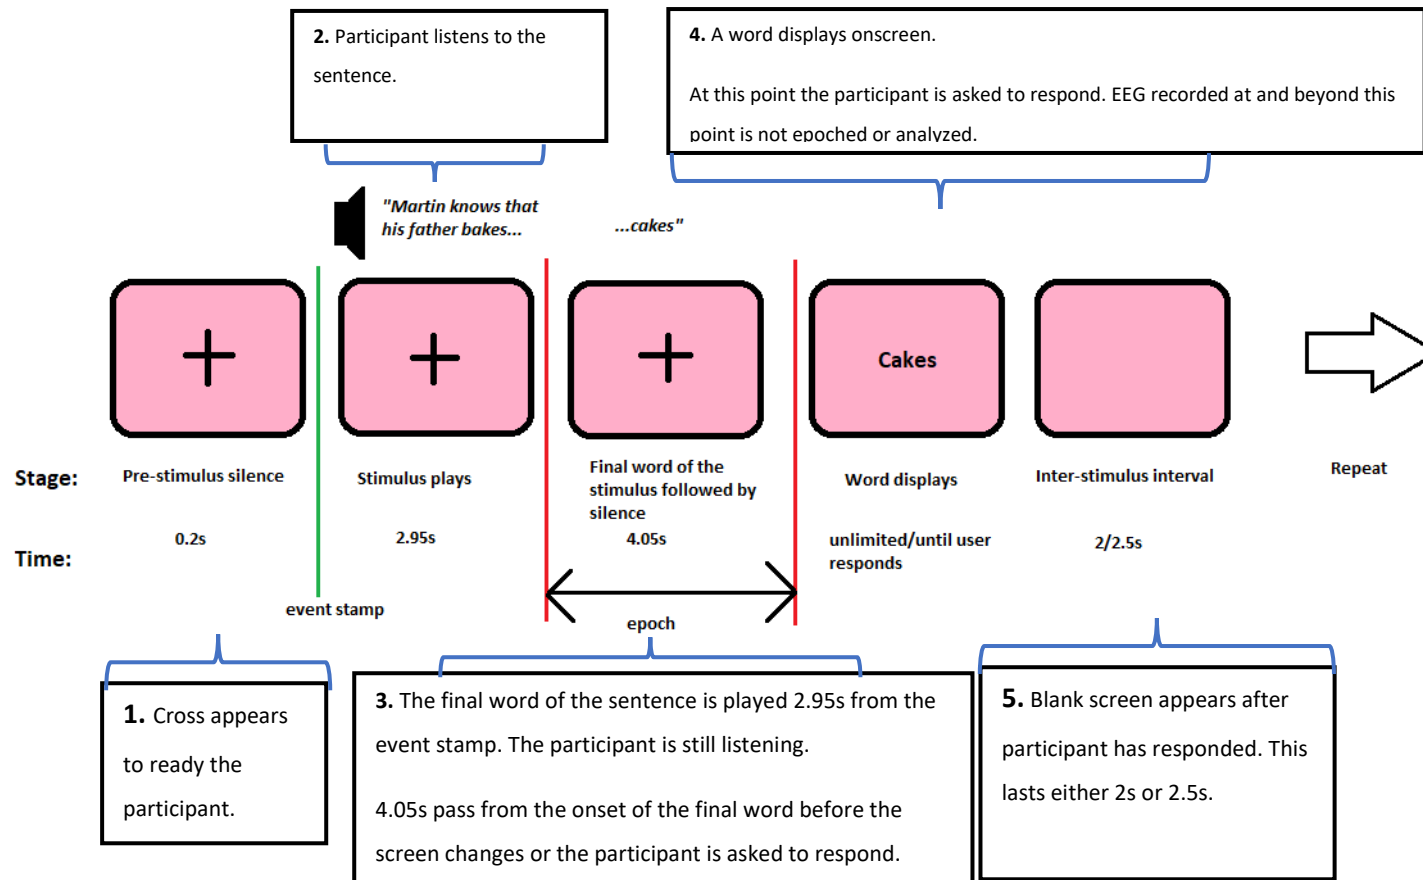 2. Participant listens to the
sentence.
4. A word displays onscreen.
At this point the participant is asked to respond. EEG recorded at and beyond this
point is not epoched or analyzed.
"Martin knows that
his father bakes...
...cakes"
Cakes
Stage:
Pre-stimulus silence
Stimulus plays
Final word of the
stimulus followed by
silence
Word displays
Inter-stimulus interval
Repeat
Time:
0.2s
2.95s
4.05s
unlimited/until user
responds
2/2.5s
event stamp
epoch
1. Cross appears
to ready the
participant.
3. The final word of the sentence is played 2.95s from the
event stamp. The participant is still listening.
4.05s pass from the onset of the final word before the
screen changes or the participant is asked to respond.
5. Blank screen appears after
participant has responded. This
lasts either 2s or 2.5s.